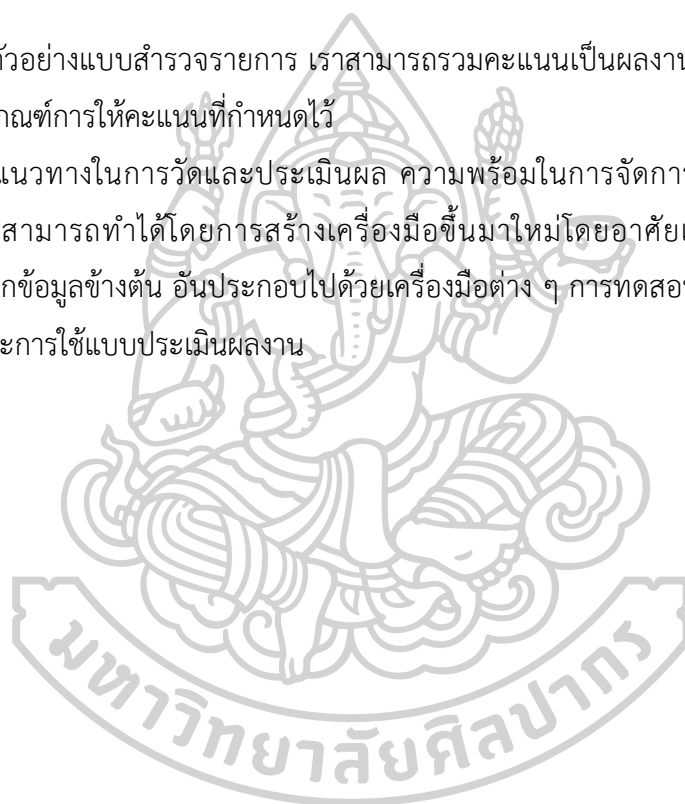 ตัวอย่างแบบสำรวจรายการ เราสามารถรวมคะแนนเป็นผลงาน
กณฑ์การให้คะแนนที่กำหนดไว้
แนวทางในการวัดและประเมินผล ความพร้อมในการจัดการ
สามารถทำได้โดยการสร้างเครื่องมือขึ้นมาใหม่โดยอาศัย
กข้อมูลข้างต้น อันประกอบไปด้วยเครื่องมือต่าง ๆ การทดสอ
ะการใช้แบบประเมินผลงาน
มหาวิทยาลัยศิลปากร